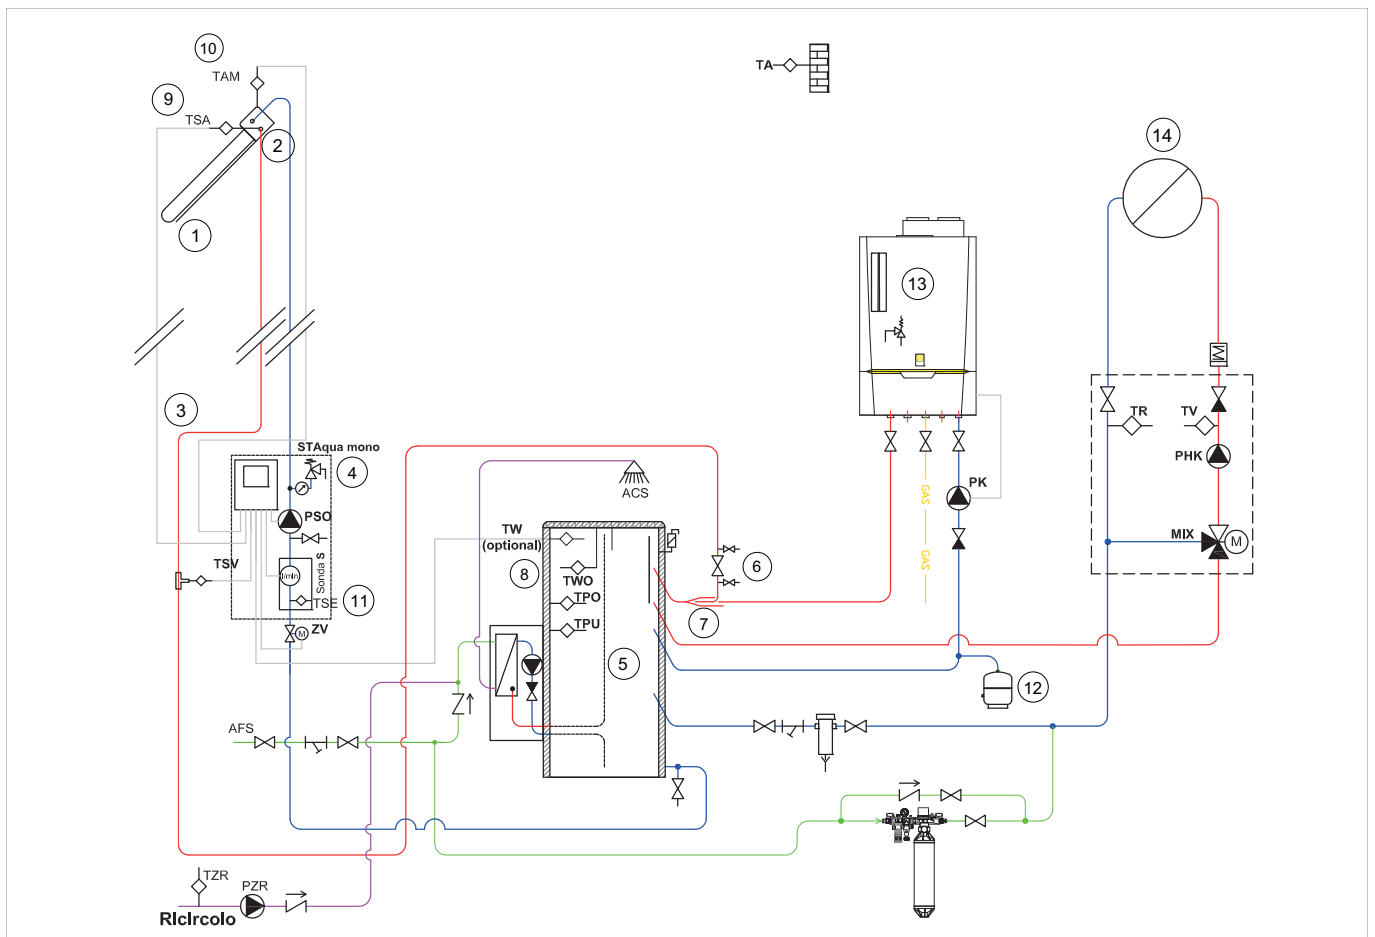 10
TAM
TA
9
TSA
2
14
1
13
3
TR
TV
STAqua mono
4
PHK
ACS
PK
GAS
PSO
TW
(optional)
MIX
M
TSV
l/mIn
Sonda S
8
TWO
6
GAS
TSE
11
TPO
7
ZV
M
TPU
5
12
AFS
TZR
PZR
RIcIrcolo